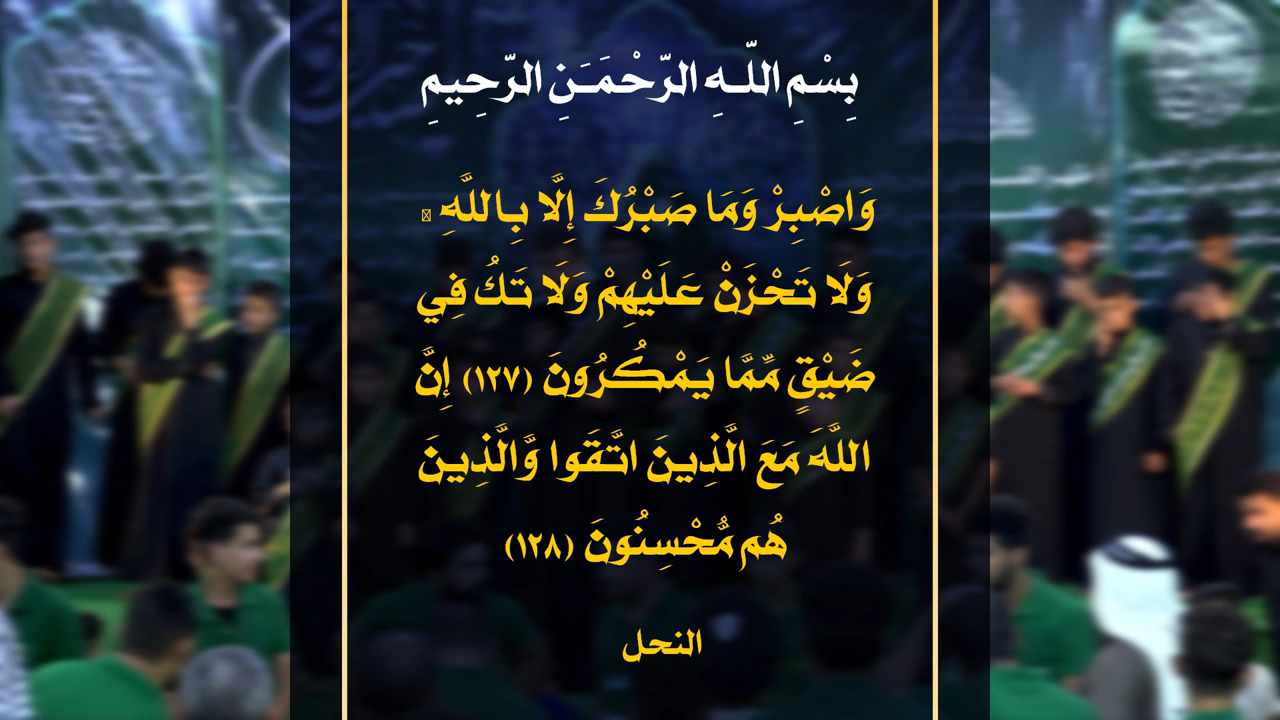 بِسْمِ اللَّـهِ الرَّحْمَـنِ الرَّحِيمِ
وَاصْبِرْ وَمَا صَبْرُكَ إِلَّا بِاللَّهِ
وَلَا تَحْزَنْ عَلَيْهِمْ وَلَا تَكُ فِي
ضَيْقٍ مِّمَّا يَمْكُرُونَ (١٢٧) إِنَّ
اللَّهَ مَعَ الَّذِينَ اتَّقَوا وَّالَّذِينَ
هُم مُّحْسِنُونَ (١٢٨)
النحل